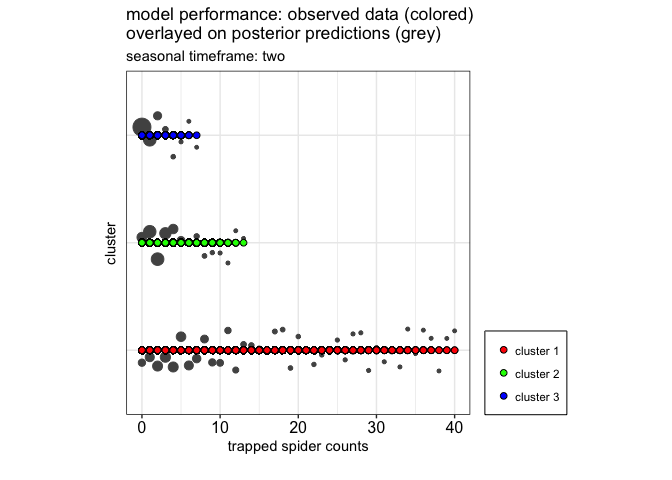 model performance: observed data (colored)
overlayed on posterior predictions (grey)
seasonal timeframe: two
cluster
0 10 20 30 40
trapped spider counts
cluster 1
cluster 2
cluster 3